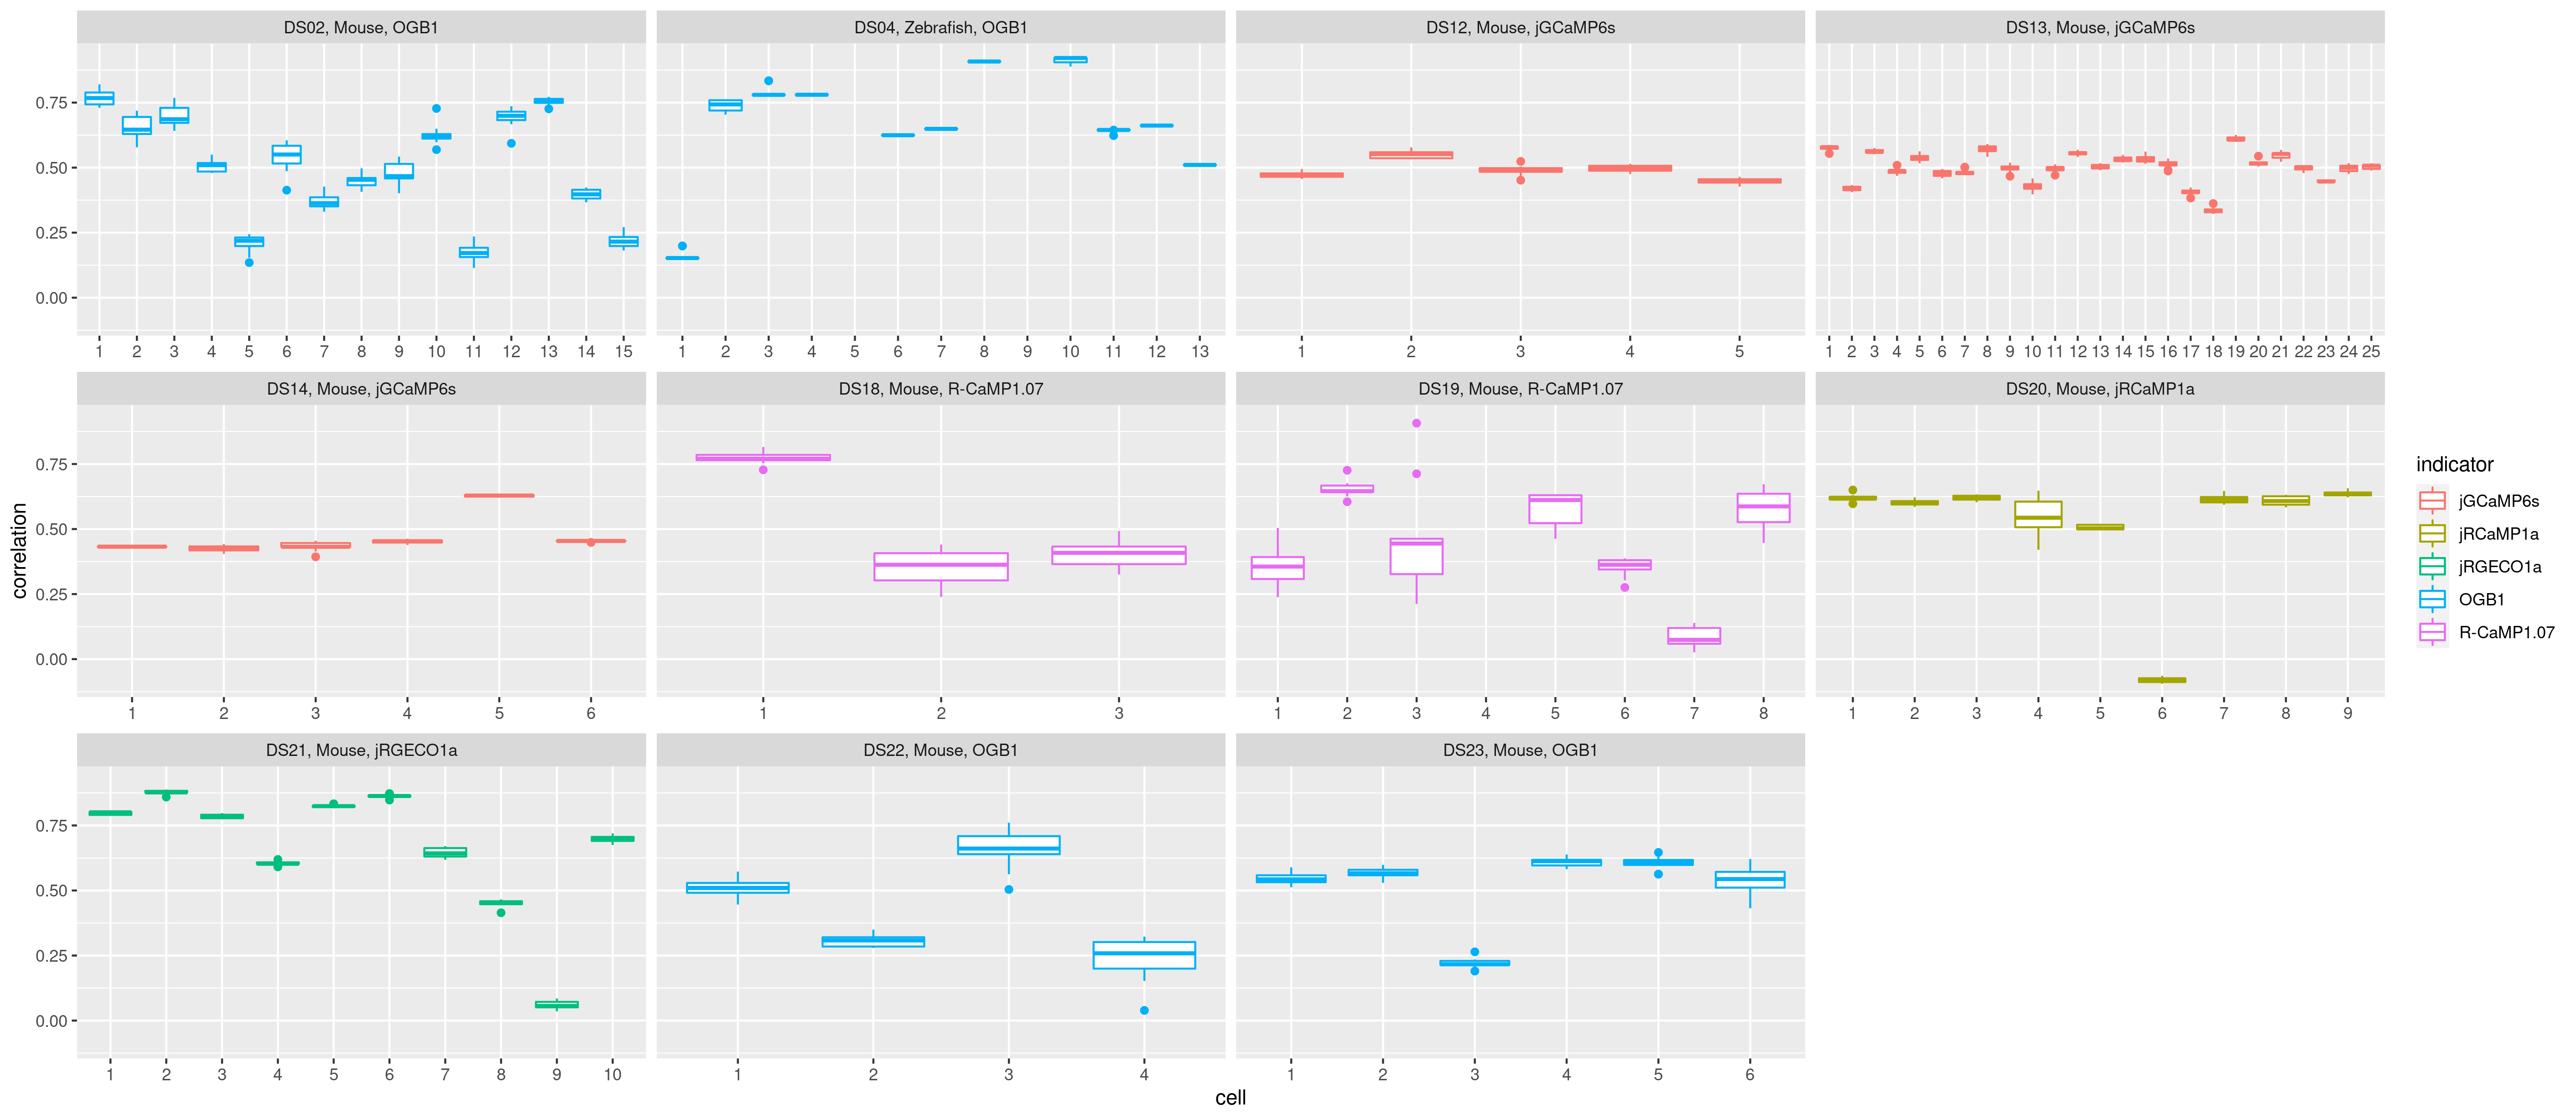 DS02, Mouse, OGB1
DS04, Zebrafish, OGB1
DS12, Mouse, jGCaMP6s
DS13, Mouse, jGCaMP6s
0.75
0.50
0.25
0.00
1 2 3 4 5 6 7 8 9 10 11 12 13 14 15
1 2 3 4 5 6 7 8 9 10 11 12 13
1 2 3 4 5
1 2 3 4 5 6 7 8 9 10 11 12 13 14 15 16 17 18 19 20 21 22 23 24 25
DS14, Mouse, jGCaMP6s
DS18, Mouse, R-CaMP1.07
DS19, Mouse, R-CaMP1.07
DS20, Mouse, jRCaMP1a
correlation
0.75
0.50
0.25
0.00
1 2 3 4 5 6
1 2 3
1 2 3 4 5 6 7 8
1 2 3 4 5 6 7 8 9
DS21, Mouse, jRGECO1a
DS22, Mouse, OGB1
DS23, Mouse, OGB1
0.75
0.50
0.25
0.00
1 2 3 4 5 6 7 8 9 10
1 2 3 4
1 2 3 4 5 6
cell
indicator
jGCaMP6s
jRCaMP1a
jRGECO1a
OGB1
R-CaMP1.07